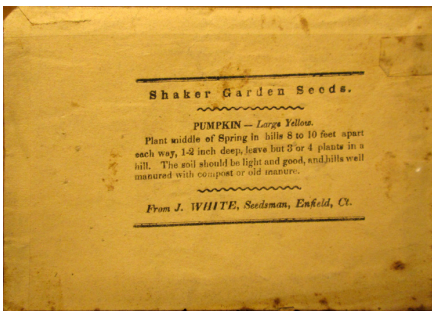 Shaker Garden Seeds.
PUMPKIN — Large Yellow.
Plant middle of Spring in hills 8 to 10 feet apart
each way, 1-2 inch deep, leave but 3 or 4 plants in a
hill. The soil should be light and good, and hills well
manured with compost or old manure.
From J. WHITE, Seedsman, Enfield, Ct.